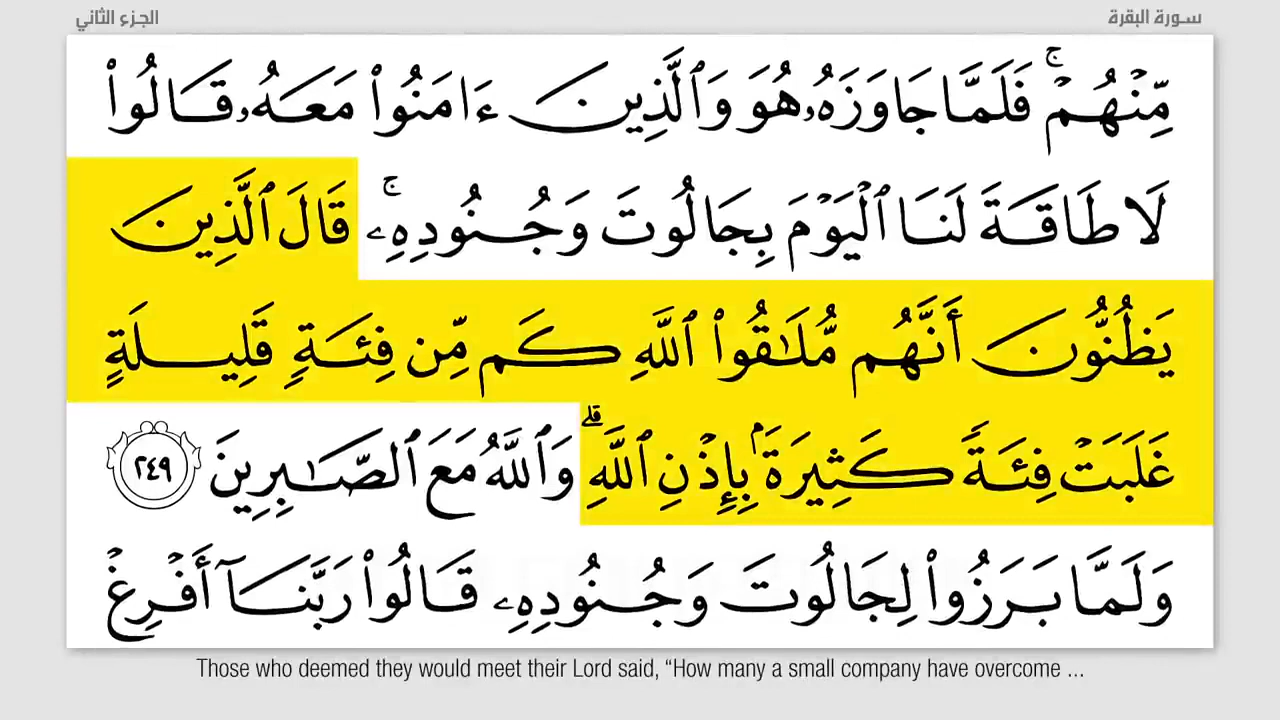 سورة البقرة
الجزء الثاني
مِّنْهُمْ ۚ فَلَمَّا جَاوَزَهُۥ هُوَ وَٱلَّذِينَ ءَامَنُوا۟ مَعَهُۥ قَالُوا۟
لَا طَاقَةَ لَنَا ٱلْيَوْمَ بِجَالُوتَ وَجُنُودِهِۦ ۚ قَالَ ٱلَّذِينَ
يَظُنُّونَ أَنَّهُم مُّلَـٰقُوا۟ ٱللَّهِ كَم مِّن فِئَةٍ قَلِيلَةٍ
غَلَبَتْ فِئَةً كَثِيرَةًۢ بِإِذْنِ ٱللَّهِ ۗ وَٱللَّهُ مَعَ ٱلصَّـٰبِرِينَ ٢٤٩
وَلَمَّا بَرَزُوا۟ لِجَالُوتَ وَجُنُودِهِۦ قَالُوا۟ رَبَّنَآ أَفْرِغْ
Those who deemed they would meet their Lord said, “How many a small company have overcome ...